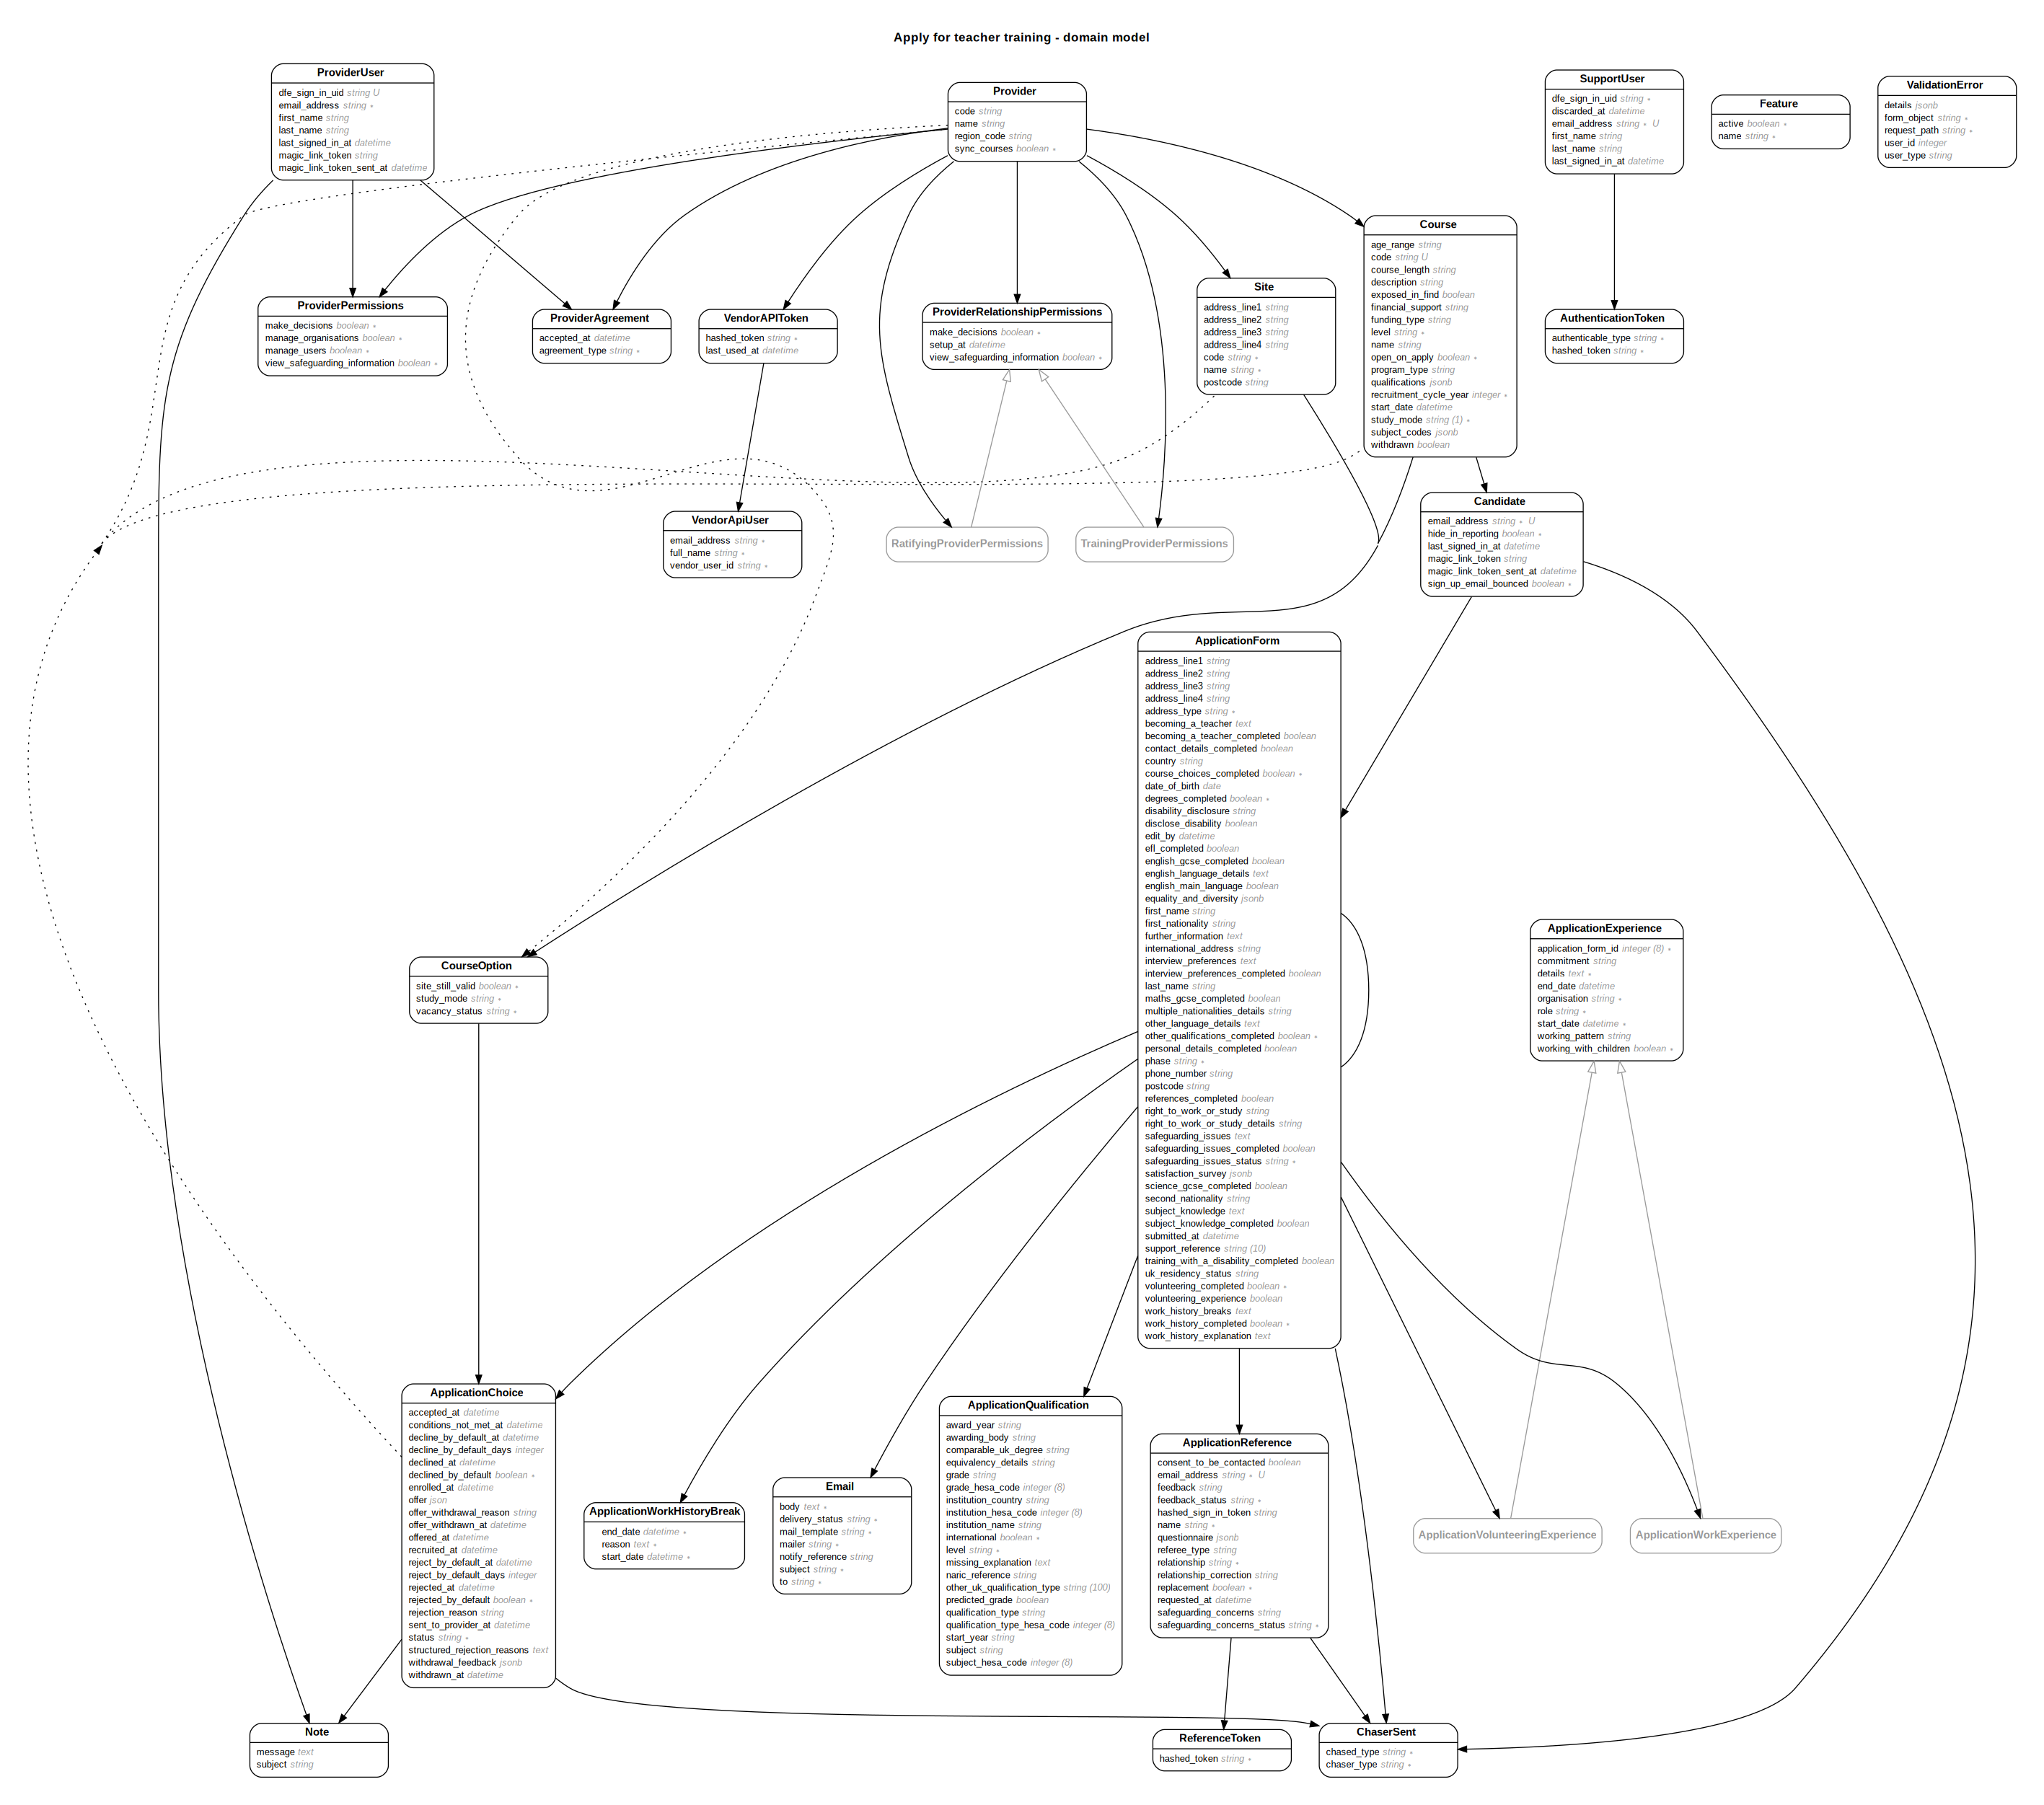 Apply for teacher training - domain model
ProviderUser
dfe_sign_in_uid string U
email_address string ∗
first_name string
last_name string
last_signed_in_at datetime
magic_link_token string
magic_link_token_sent_at datetime
Provider
code string
name string
region_code string
sync_courses boolean ∗
SupportUser
dfe_sign_in_uid string ∗
discarded_at datetime
email_address string ∗ U
first_name string
last_name string
last_signed_in_at datetime
Feature
active boolean ∗
name string ∗
ValidationError
details jsonb
form_object string ∗
request_path string ∗
user_id integer
user_type string
Course
age_range string
code string U
course_length string
description string
exposed_in_find boolean
financial_support string
funding_type string
level string ∗
name string
open_on_apply boolean ∗
program_type string
qualifications jsonb
recruitment_cycle_year integer ∗
start_date datetime
study_mode string (1) ∗
subject_codes jsonb
withdrawn boolean
ProviderPermissions
make_decisions boolean ∗
manage_organisations boolean ∗
manage_users boolean ∗
view_safeguarding_information boolean ∗
ProviderAgreement
accepted_at datetime
agreement_type string ∗
VendorAPIToken
hashed_token string ∗
last_used_at datetime
ProviderRelationshipPermissions
make_decisions boolean ∗
setup_at datetime
view_safeguarding_information boolean ∗
Site
address_line1 string
address_line2 string
address_line3 string
address_line4 string
code string ∗
name string ∗
postcode string
AuthenticationToken
authenticable_type string ∗
hashed_token string ∗
VendorApiUser
email_address string ∗
full_name string ∗
vendor_user_id string ∗
RatifyingProviderPermissions
TrainingProviderPermissions
Candidate
email_address string ∗ U
hide_in_reporting boolean ∗
last_signed_in_at datetime
magic_link_token string
magic_link_token_sent_at datetime
sign_up_email_bounced boolean ∗
ApplicationForm
address_line1 string
address_line2 string
address_line3 string
address_line4 string
address_type string ∗
becoming_a_teacher text
becoming_a_teacher_completed boolean
contact_details_completed boolean
country string
course_choices_completed boolean ∗
date_of_birth date
degrees_completed boolean ∗
disability_disclosure string
disclose_disability boolean
edit_by datetime
efl_completed boolean
english_gcse_completed boolean
english_language_details text
english_main_language boolean
equality_and_diversity jsonb
first_name string
first_nationality string
further_information text
international_address string
interview_preferences text
interview_preferences_completed boolean
last_name string
maths_gcse_completed boolean
multiple_nationalities_details string
other_language_details text
other_qualifications_completed boolean ∗
personal_details_completed boolean
phase string ∗
phone_number string
postcode string
references_completed boolean
right_to_work_or_study string
right_to_work_or_study_details string
safeguarding_issues text
safeguarding_issues_completed boolean
safeguarding_issues_status string ∗
satisfaction_survey jsonb
science_gcse_completed boolean
second_nationality string
subject_knowledge text
subject_knowledge_completed boolean
submitted_at datetime
support_reference string (10)
training_with_a_disability_completed boolean
uk_residency_status string
volunteering_completed boolean ∗
volunteering_experience boolean
work_history_breaks text
work_history_completed boolean ∗
work_history_explanation text
ApplicationExperience
application_form_id integer (8) ∗
commitment string
details text ∗
end_date datetime
organisation string ∗
role string ∗
start_date datetime ∗
working_pattern string
working_with_children boolean ∗
CourseOption
site_still_valid boolean ∗
study_mode string ∗
vacancy_status string ∗
ApplicationChoice
accepted_at datetime
conditions_not_met_at datetime
decline_by_default_at datetime
decline_by_default_days integer
declined_at datetime
declined_by_default boolean ∗
enrolled_at datetime
offer json
offer_withdrawal_reason string
offer_withdrawn_at datetime
offered_at datetime
recruited_at datetime
reject_by_default_at datetime
reject_by_default_days integer
rejected_at datetime
rejected_by_default boolean ∗
rejection_reason string
sent_to_provider_at datetime
status string ∗
structured_rejection_reasons text
withdrawal_feedback jsonb
withdrawn_at datetime
ApplicationWorkHistoryBreak
end_date datetime ∗
reason text ∗
start_date datetime ∗
Email
body text ∗
delivery_status string ∗
mail_template string ∗
mailer string ∗
notify_reference string
subject string ∗
to string ∗
ApplicationQualification
award_year string
awarding_body string
comparable_uk_degree string
equivalency_details string
grade string
grade_hesa_code integer (8)
institution_country string
institution_hesa_code integer (8)
institution_name string
international boolean ∗
level string ∗
missing_explanation text
naric_reference string
other_uk_qualification_type string (100)
predicted_grade boolean
qualification_type string
qualification_type_hesa_code integer (8)
start_year string
subject string
subject_hesa_code integer (8)
ApplicationReference
consent_to_be_contacted boolean
email_address string ∗ U
feedback string
feedback_status string ∗
hashed_sign_in_token string
name string ∗
questionnaire jsonb
referee_type string
relationship string ∗
relationship_correction string
replacement boolean ∗
requested_at datetime
safeguarding_concerns string
safeguarding_concerns_status string ∗
ApplicationVolunteeringExperience
ApplicationWorkExperience
Note
message text
subject string
ReferenceToken
hashed_token string ∗
ChaserSent
chased_type string ∗
chaser_type string ∗